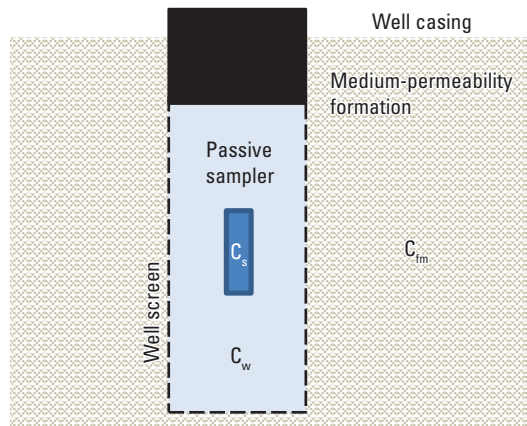 Well casing
Medium-permeability
formation
Passive
sampler
Cs
Cfm
Well screen
Cw